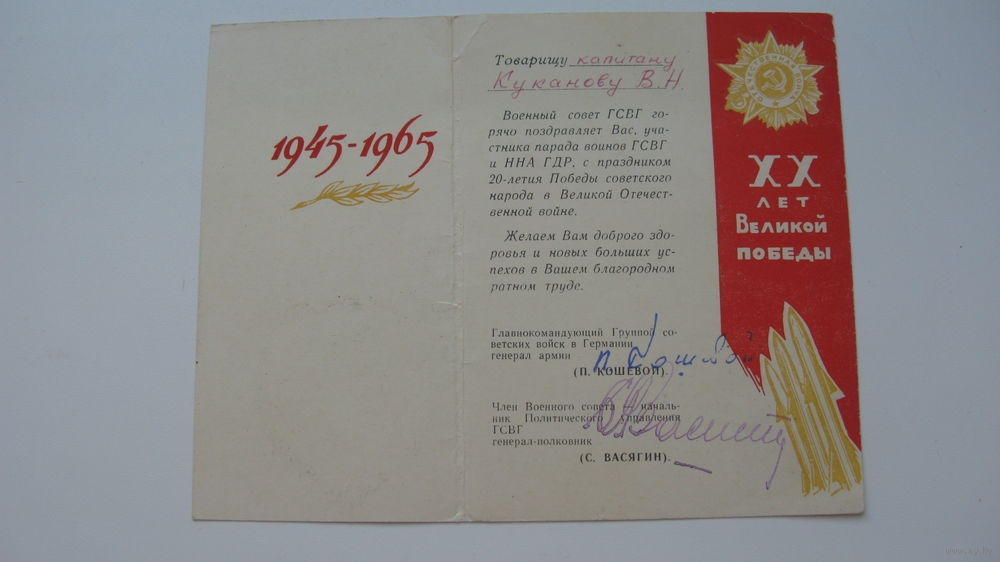 1945-1965
Товарищу капитану
Куканову В.Н.
Военный совет ГСВГ го-
рячо поздравляет Вас, уча-
стника парада воинов ГСВГ
и ННА ГДР, с праздником
20-летия Победы советского
народа в Великой Отечест-
венной войне.
Желаем Вам доброго здо-
ровья и новых больших ус-
пехов в Вашем благородном
ратном труде.
Главнокомандующий Группой со-
ветских войск в Германии
генерал армии
(П. КОШЕВОЙ).
Член Военного совета — началь-
ник Политического Управления
ГСВГ
генерал-полковник
(С. ВАСЯГИН).
ОТЕЧЕСТВЕННАЯ ВОЙНА
XX
ЛЕТ
ВЕЛИКОЙ
ПОБЕДЫ